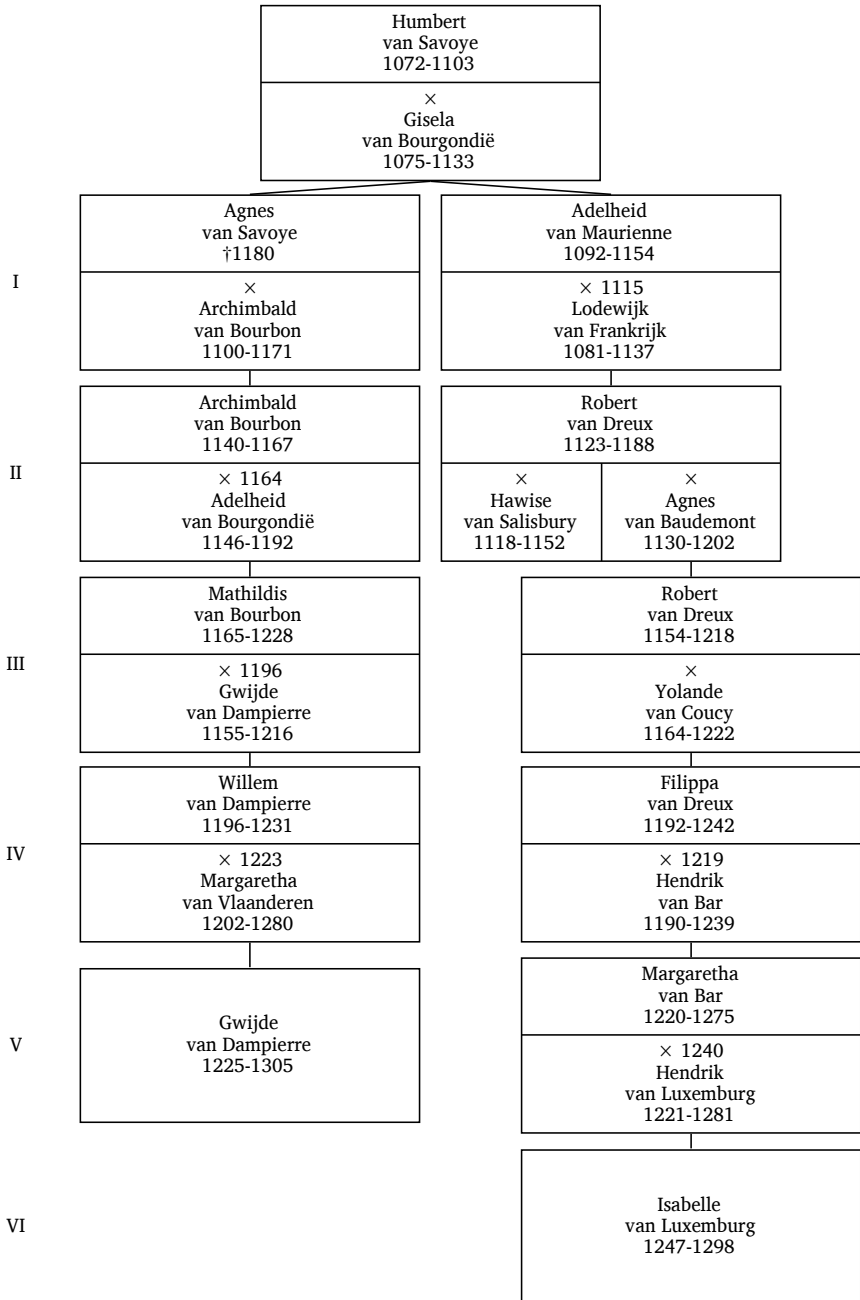 Humbert
van Savoye
1072-1103
×
Gisela
van Bourgondië
1075-1133
I
Agnes
van Savoye
†1180
×
Archimbald
van Bourbon
1100-1171
Adelheid
van Maurienne
1092-1154
× 1115
Lodewijk
van Frankrijk
1081-1137
II
Archimbald
van Bourbon
1140-1167
× 1164
Adelheid
van Bourgondië
1146-1192
Robert
van Dreux
1123-1188
×
Hawise
van Salisbury
1118-1152
×
Agnes
van Baudemont
1130-1202
III
Mathildis
van Bourbon
1165-1228
× 1196
Gwijde
van Dampierre
1155-1216
Robert
van Dreux
1154-1218
×
Yolande
van Coucy
1164-1222
IV
Willem
van Dampierre
1196-1231
× 1223
Margaretha
van Vlaanderen
1202-1280
Filippa
van Dreux
1192-1242
× 1219
Hendrik
van Bar
1190-1239
V
Gwijde
van Dampierre
1225-1305
Margaretha
van Bar
1220-1275
× 1240
Hendrik
van Luxemburg
1221-1281
VI
Isabelle
van Luxemburg
1247-1298